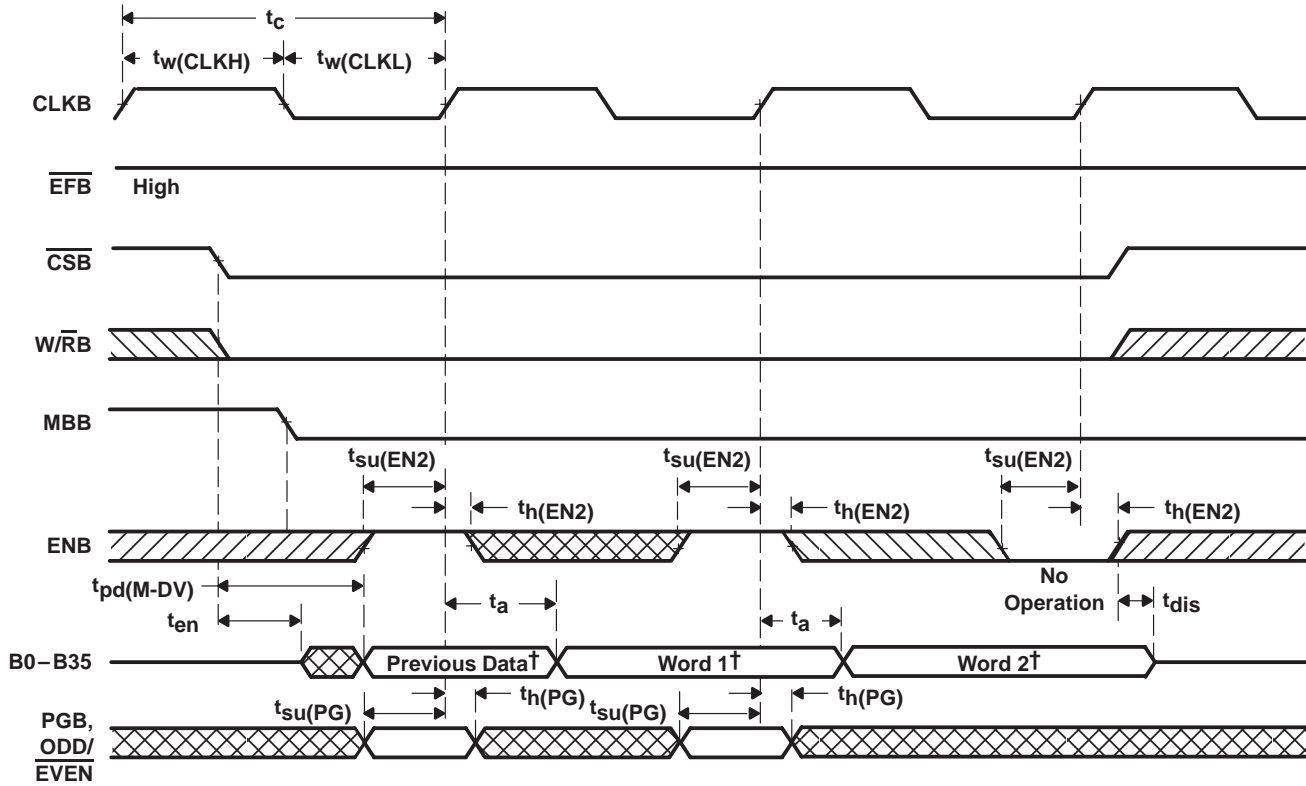 tc
tw(CLKH)
tw(CLKL)
CLKB
EFB
High
CSB
W/RB
MBB
tsu(EN2)
tsu(EN2)
tsu(EN2)
th(EN2)
th(EN2)
th(EN2)
ENB
No
Operation
tpd(M-DV)
ta
tdis
ten
ta
B0–B35
Previous Data†
Word 1†
Word 2†
tsu(PG)
th(PG)
tsu(PG)
th(PG)
PGB,
ODD/
EVEN